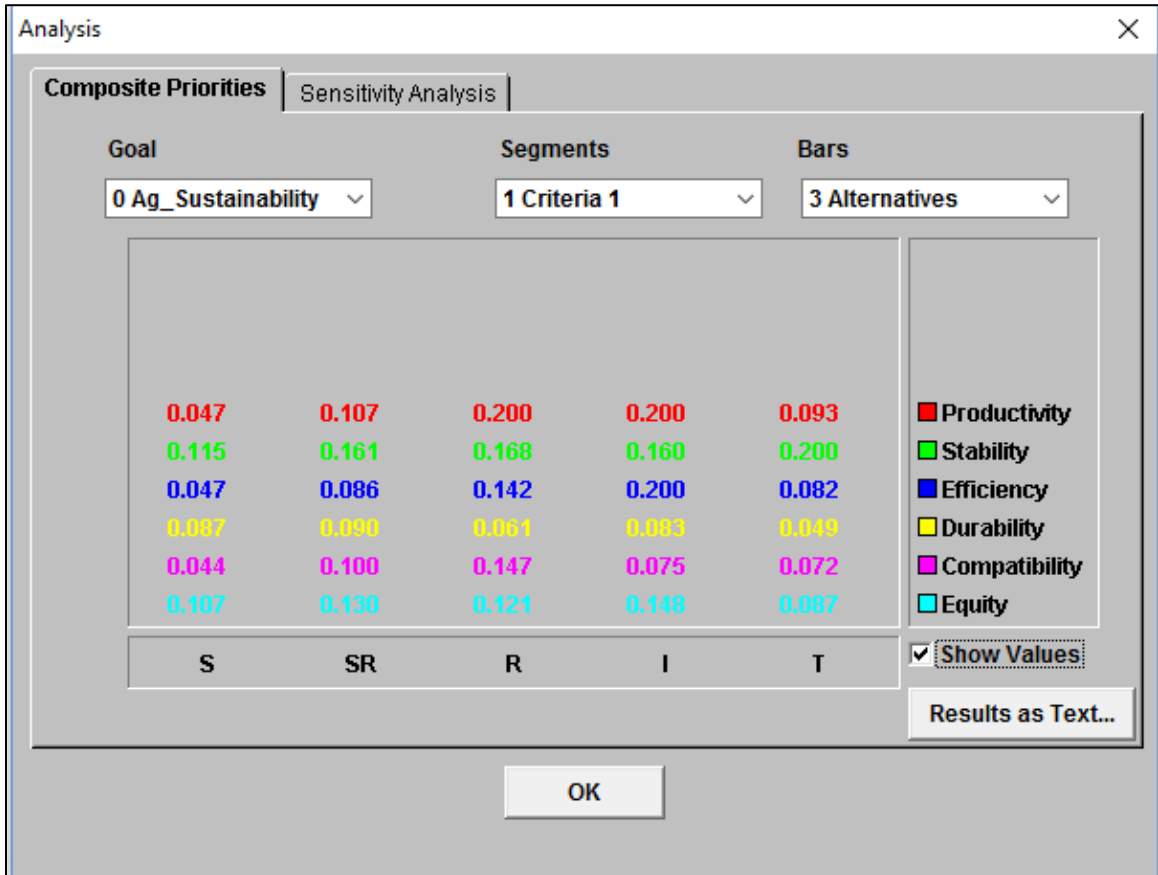 Analysis
Composite Priorities Sensitivity Analysis
Goal Segments Bars
0 Ag_Sustainability 1 Criteria 1 3 Alternatives
0.047 0.107 0.200 0.200 0.093 Productivity
0.115 0.161 0.168 0.160 0.200 Stability
0.047 0.086 0.142 0.200 0.082 Efficiency
0.087 0.090 0.061 0.083 0.049 Durability
0.044 0.100 0.147 0.075 0.072 Compatibility
0.107 0.130 0.121 0.148 0.087 Equity
S SR R I T Show Values
Results as Text...
OK